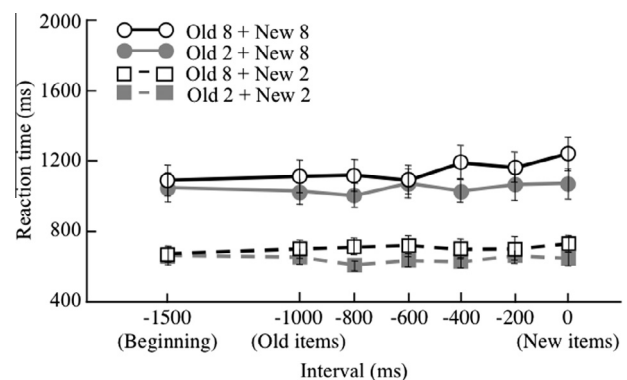 2000
1600
1200
800
400
Reaction time (ms)
Old 8 + New 8
Old 2 + New 8
Old 8 + New 2
Old 2 + New 2
-1500 -1000 -800 -600 -400 -200 0
(Beginning) (Old items) (New items)
Interval (ms)